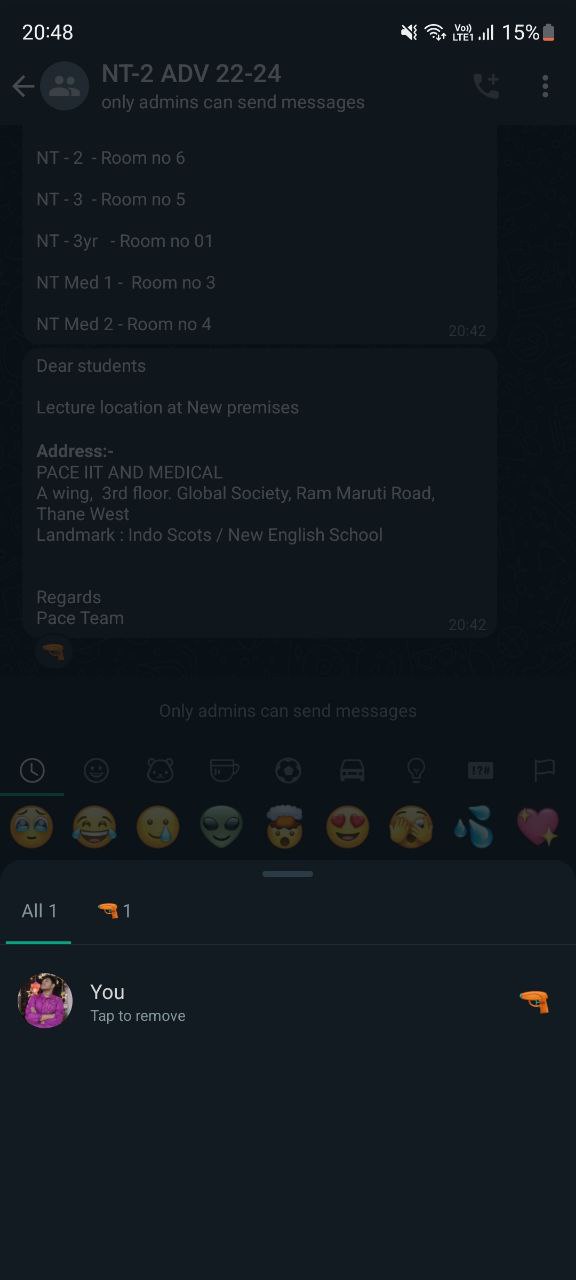 20:48
Vo))
LTE1
15%
NT-2 ADV 22-24
only admins can send messages
NT - 2 - Room no 6
NT - 3 - Room no 5
NT - 3yr - Room no 01
NT Med 1 - Room no 3
NT Med 2 - Room no 4
20:42
Dear students
Lecture location at New premises
Address:-
PACE IIT AND MEDICAL
A wing, 3rd floor. Global Society, Ram Maruti Road,
Thane West
Landmark : Indo Scots / New English School
Regards
Pace Team
20:42
Only admins can send messages
!?#
All 1
1
You
Tap to remove